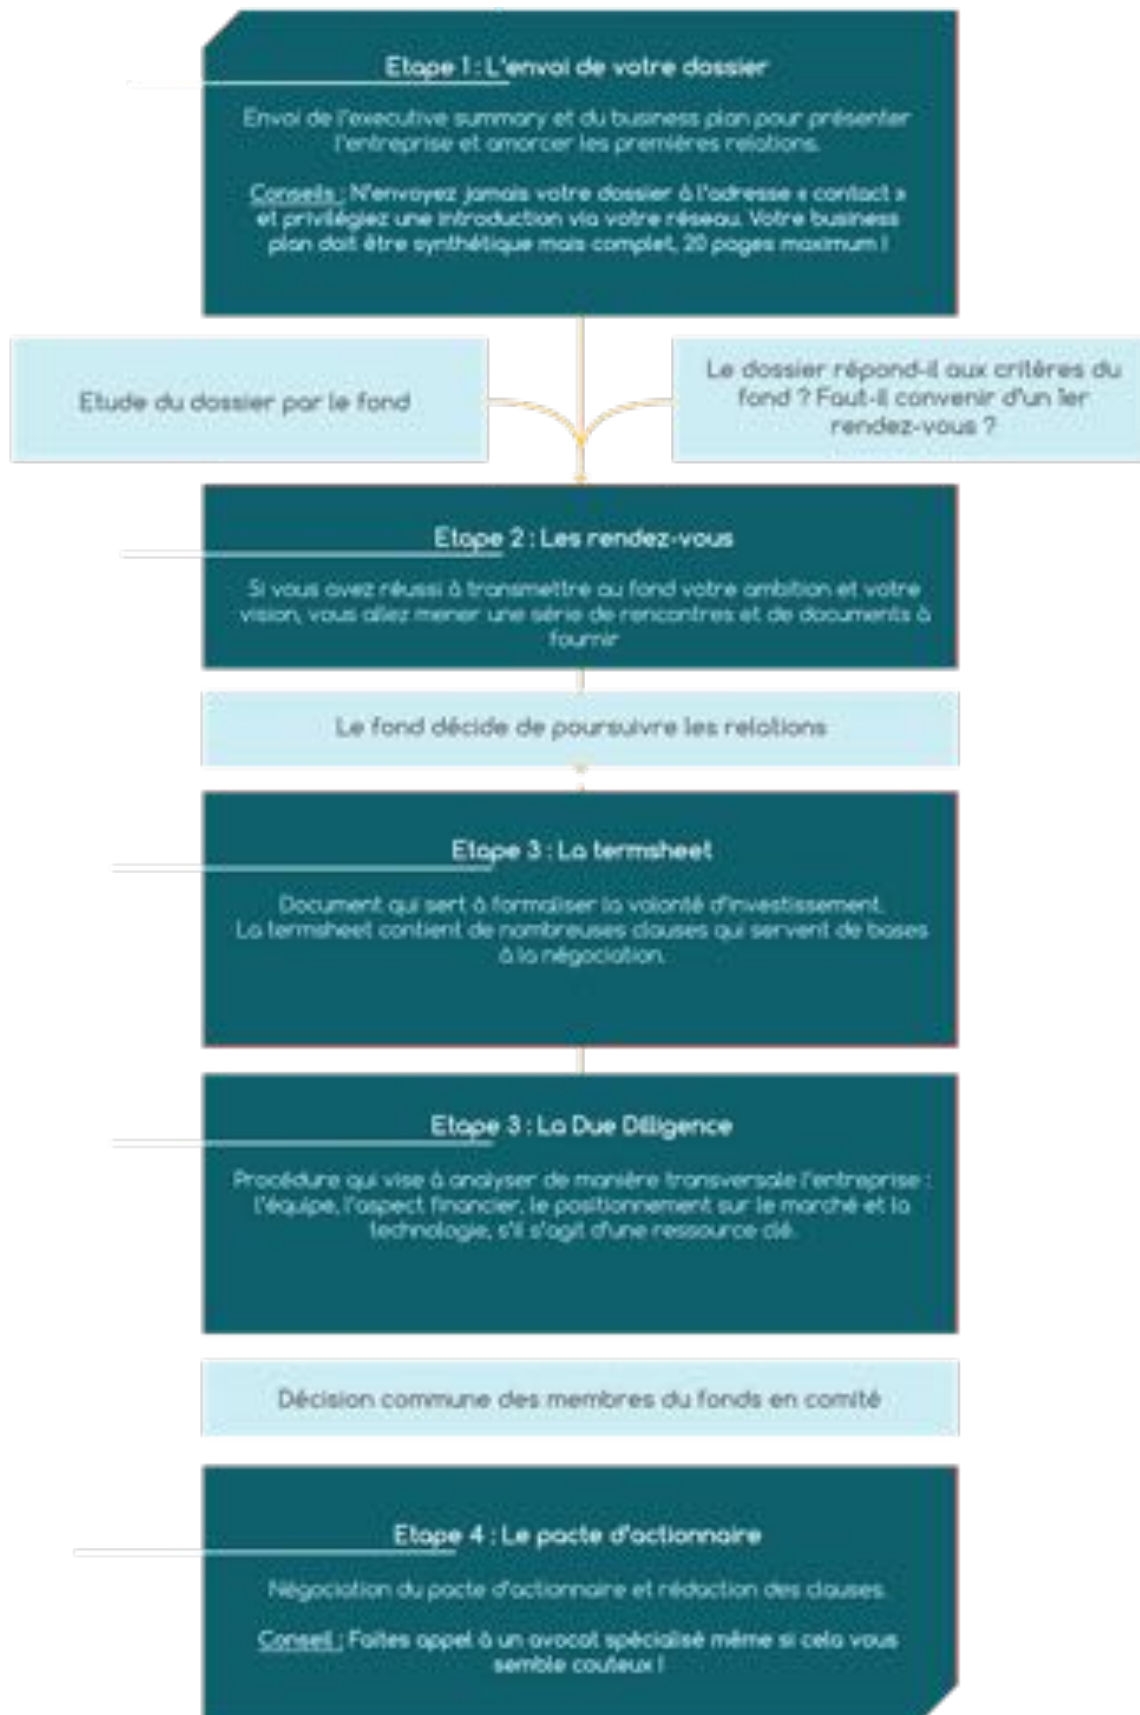 Etape 1 : L'envoi de votre dossier
Envoi de l'executive summary et du business plan pour présenter
l'entreprise et amorcer les premières relations.
Conseils : N'envoyez jamais votre dossier à l'adresse « contact »
et privilégiez une introduction via votre réseau. Votre business
plan doit être synthétique mais complet, 20 pages maximum !
Etude du dossier par le fond
Le dossier répond-il aux critères du
fond ? Faut-il convenir d'un 1er
rendez-vous ?
Etape 2 : Les rendez-vous
Si vous avez réussi à transmettre au fond votre ambition et votre
vision, vous allez mener une série de rencontres et de documents à
fournir
Le fond décide de poursuivre les relations
Etape 3 : La termsheet
Document qui sert à formaliser la volonté d'investissement.
La termsheet contient de nombreuses clauses qui servent de bases
à la négociation.
Etape 3 : La Due Diligence
Procédure qui vise à analyser de manière transversale l'entreprise :
l'équipe, l'aspect financier, le positionnement sur le marché et la
technologie, s'il s'agit d'une ressource clé.
Décision commune des membres du fonds en comité
Etape 4 : Le pacte d'actionnaire
Négociation du pacte d'actionnaire et rédaction des clauses.
Conseil : Faites appel à un avocat spécialisé même si cela vous
semble couteux !